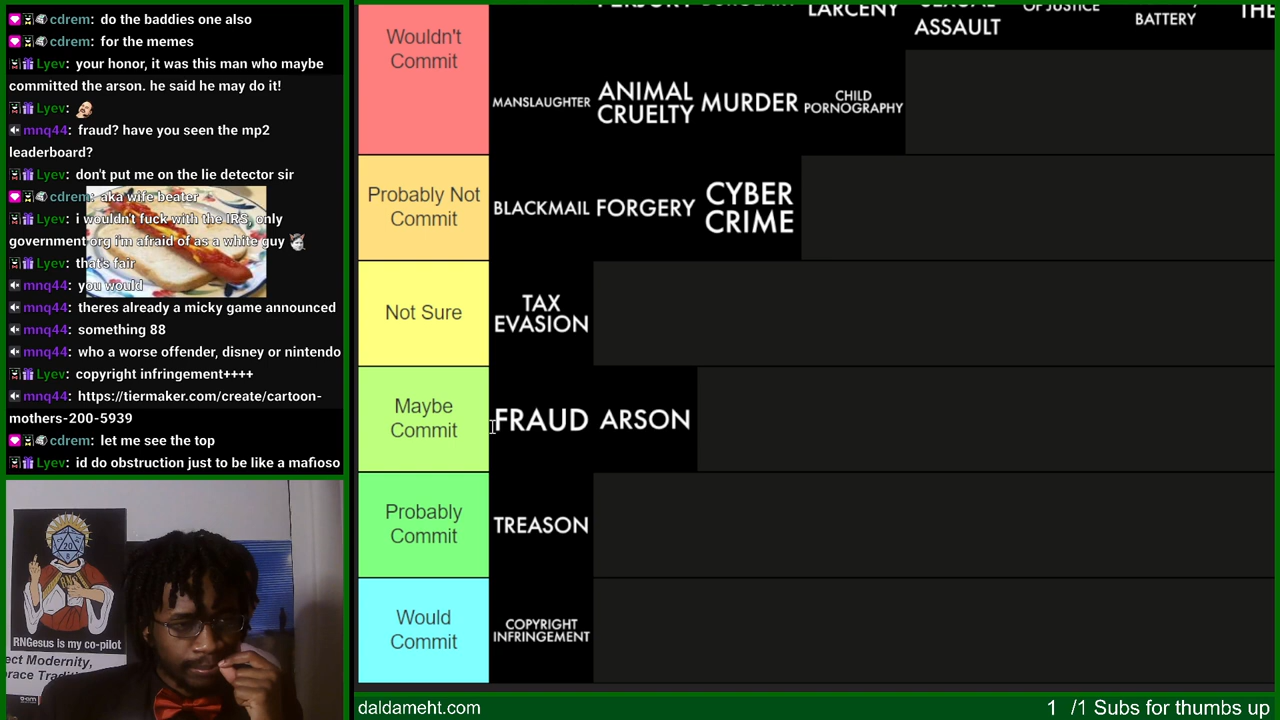 cdrem: do the baddies one also
cdrem: for the memes
Lyev: your honor, it was this man who maybe
committed the arson. he said he may do it!
Lyev:
mnq44: fraud? have you seen the mp2
leaderboard?
Lyev: don't put me on the lie detector sir
cdrem: aka wife beater
Lyev: i wouldn't fuck with the IRS, only
government org i'm afraid of as a white guy
Lyev: that's fair
mnq44: you would
mnq44: theres already a micky game announced
mnq44: something 88
mnq44: who a worse offender, disney or nintendo
Lyev: copyright infringement++++
mnq44: https://tiermaker.com/create/cartoon-
mothers-200-5939
cdrem: let me see the top
Lyev: id do obstruction just to be like a mafioso
20
RNGesus is my co-pilot
ect Modernity,
Wouldn't
Commit
LARCENY
ASSAULT
OF JUSTICE
BATTERY
THE
MANSLAUGHTER
ANIMAL
CRUELTY
MURDER
CHILD
PORNOGRAPHY
Probably Not
Commit
BLACKMAIL
FORGERY
CYBER
CRIME
Not Sure
TAX
EVASION
Maybe
Commit
FRAUD
ARSON
Probably
Commit
TREASON
Would
Commit
COPYRIGHT
INFRINGEMENT
daldameht.com
1 /1 Subs for thumbs up